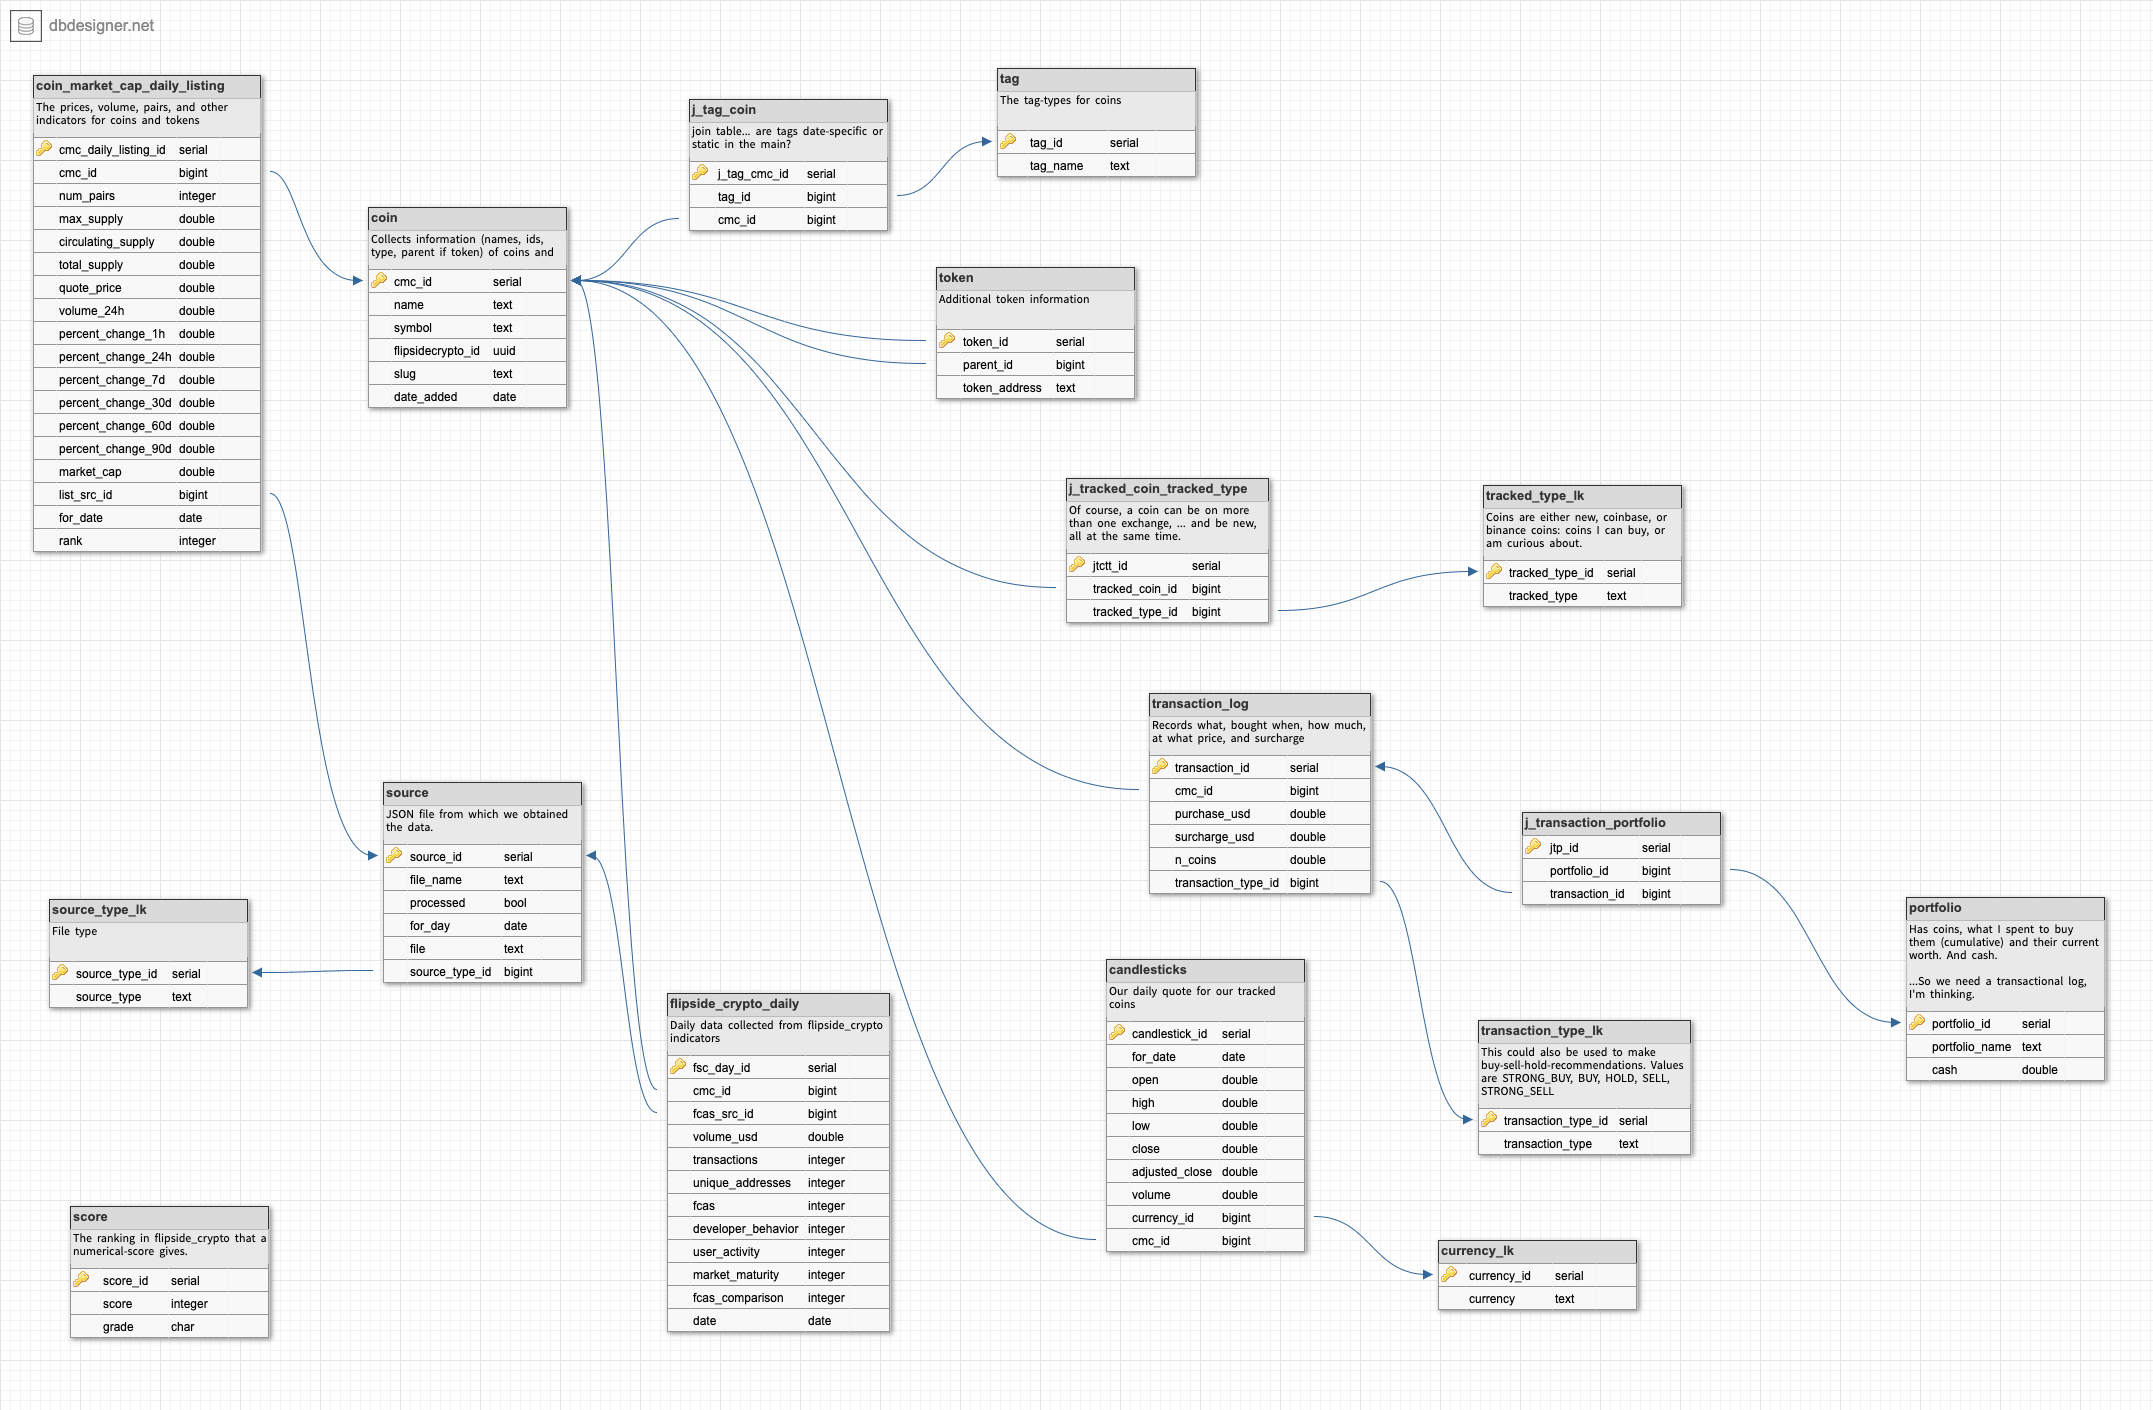 dbdesigner.net
coin_market_cap_daily_listing
The prices, volume, pairs, and other
indicators for coins and tokens
cmc_daily_listing_id serial
cmc_id bigint
num_pairs integer
max_supply double
circulating_supply double
total_supply double
quote_price double
volume_24h double
percent_change_1h double
percent_change_24h double
percent_change_7d double
percent_change_30d double
percent_change_60d double
percent_change_90d double
market_cap double
list_src_id bigint
for_date date
rank integer
coin
Collects information (names, ids,
type, parent if token) of coins and
cmc_id serial
name text
symbol text
flipsidecrypto_id uuid
slug text
date_added date
j_tag_coin
join table... are tags date-specific or
static in the main?
j_tag_cmc_id serial
tag_id bigint
cmc_id bigint
tag
The tag-types for coins
tag_id serial
tag_name text
token
Additional token information
token_id serial
parent_id bigint
token_address text
j_tracked_coin_tracked_type
Of course, a coin can be on more
than one exchange, ... and be new,
all at the same time.
jtctt_id serial
tracked_coin_id bigint
tracked_type_id bigint
tracked_type_lk
Coins are either new, coinbase, or
binance coins: coins I can buy, or
am curious about.
tracked_type_id serial
tracked_type text
transaction_log
Records what, bought when, how much,
at what price, and surcharge
transaction_id serial
cmc_id bigint
purchase_usd double
surcharge_usd double
n_coins double
transaction_type_id bigint
j_transaction_portfolio
jtp_id serial
portfolio_id bigint
transaction_id bigint
portfolio
Has coins, what I spent to buy
them (cumulative) and their current
worth. And cash.
...So we need a transactional log,
I'm thinking.
portfolio_id serial
portfolio_name text
cash double
source
JSON file from which we obtained
the data.
source_id serial
file_name text
processed bool
for_day date
file text
source_type_id bigint
source_type_lk
File type
source_type_id serial
source_type text
flipside_crypto_daily
Daily data collected from flipside_crypto
indicators
fsc_day_id serial
cmc_id bigint
fcas_src_id bigint
volume_usd double
transactions integer
unique_addresses integer
fcas integer
developer_behavior integer
user_activity integer
market_maturity integer
fcas_comparison integer
date date
candlesticks
Our daily quote for our tracked
coins
candlestick_id serial
for_date date
open double
high double
low double
close double
adjusted_close double
volume double
currency_id bigint
cmc_id bigint
transaction_type_lk
This could also be used to make
buy-sell-hold-recommendations. Values
are STRONG_BUY, BUY, HOLD, SELL,
STRONG_SELL
transaction_type_id serial
transaction_type text
currency_lk
currency_id serial
currency text
score
The ranking in flipside_crypto that a
numerical-score gives.
score_id serial
score integer
grade char